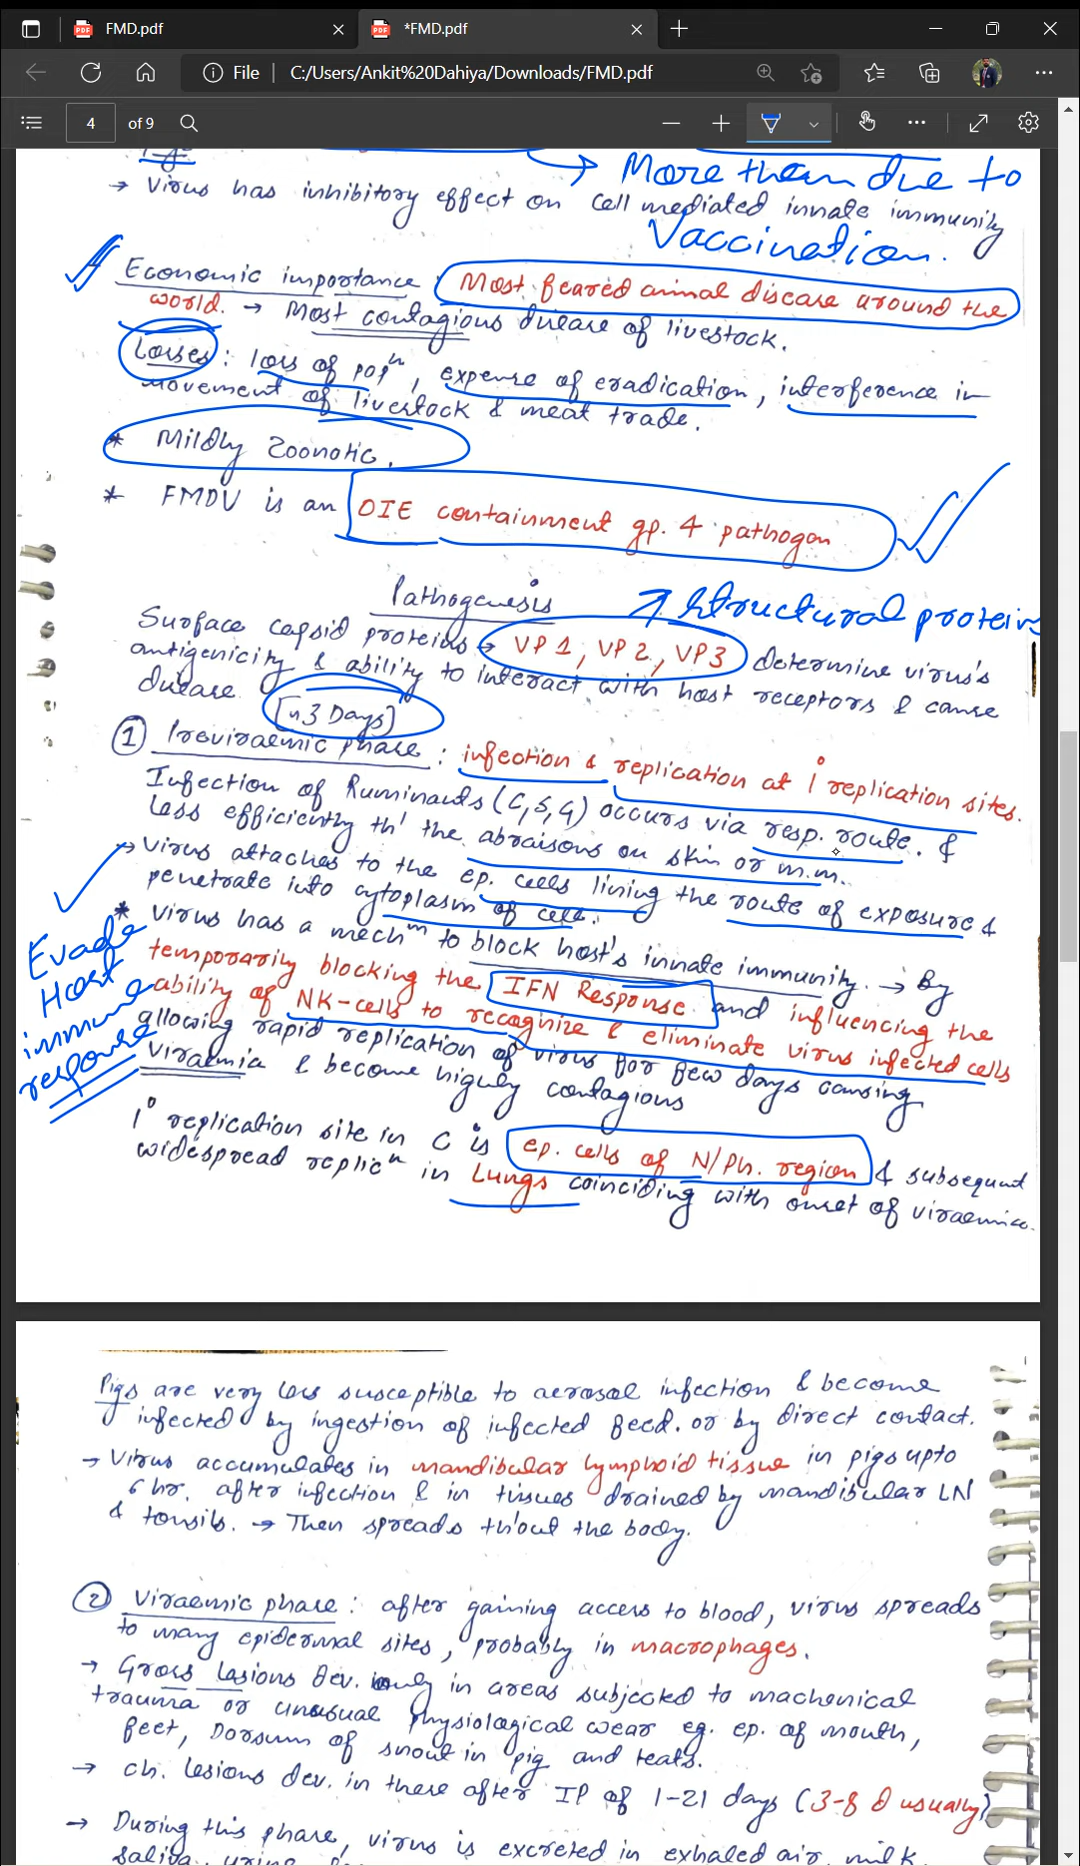 FMD.pdf
*FMD.pdf
File
C:/Users/Ankit%20Dahiya/Downloads/FMD.pdf
4
of 9
→ More than due to
→ Virus has inhibitory effect on cell mediated innate immunity
Vaccination.
Economic importance Most feared animal disease around the
world. → Most contagious disease of livestock.
Losses: loss of popn, expense of eradication, interference in
movement of livestock & meat trade.
* Mildly Zoonotic.
* FMDV is an OIE containment gp. 4 pathogen
Pathogenesis
Structural protein
Surface capsid proteins → VP1, VP2, VP3 determine virus's
antigenicity & ability to interact with host receptors & cause
disease.
[~3 Days]
① Previraemic phase: infection & replication at 1° replication sites.
Infection of Ruminants (C,S,G) occurs via resp. route. &
less efficiently th' the abraisons on skin or m.m.
→ Virus attaches to the ep. cells lining the route of exposure &
penetrate into cytoplasm of cell.
* Virus has a mechm to block host's innate immunity. → By
temporarily blocking the IFN Response and influencing the
ability of NK-cells to recognize & eliminate virus infected cells
allowing rapid replication of virus for few days causing
viraemia & become highly contagious
Evade
Host
immune
response
1° replication site in C is ep. cells of N/Ph. region & subsequent
widespread replicn in Lungs coinciding with onset of viraemia.
Pigs are very less susceptible to aerosal infection & become
infected by ingestion of infected feed. or by direct contact.
→ Virus accumulates in mandibular lymphoid tissue in pigs upto
6 hr. after infection & in tissues drained by mandibular LN
& tonsils. → Then spreads th'out the body.
② Viraemic phase: after gaining access to blood, virus spreads
to many epidermal sites, probably in macrophages.
→ Gross lasions dev. only in areas subjected to machenical
trauma or unusual physiological wear eg. ep. of mouth,
feet, Dorsum of snout in pig and teats.
→ Ch. lesions dev. in these after IP of 1-21 days (3-8 d usually)
→ During this phase, virus is excreted in exhaled air, milk,
saliva, urine,